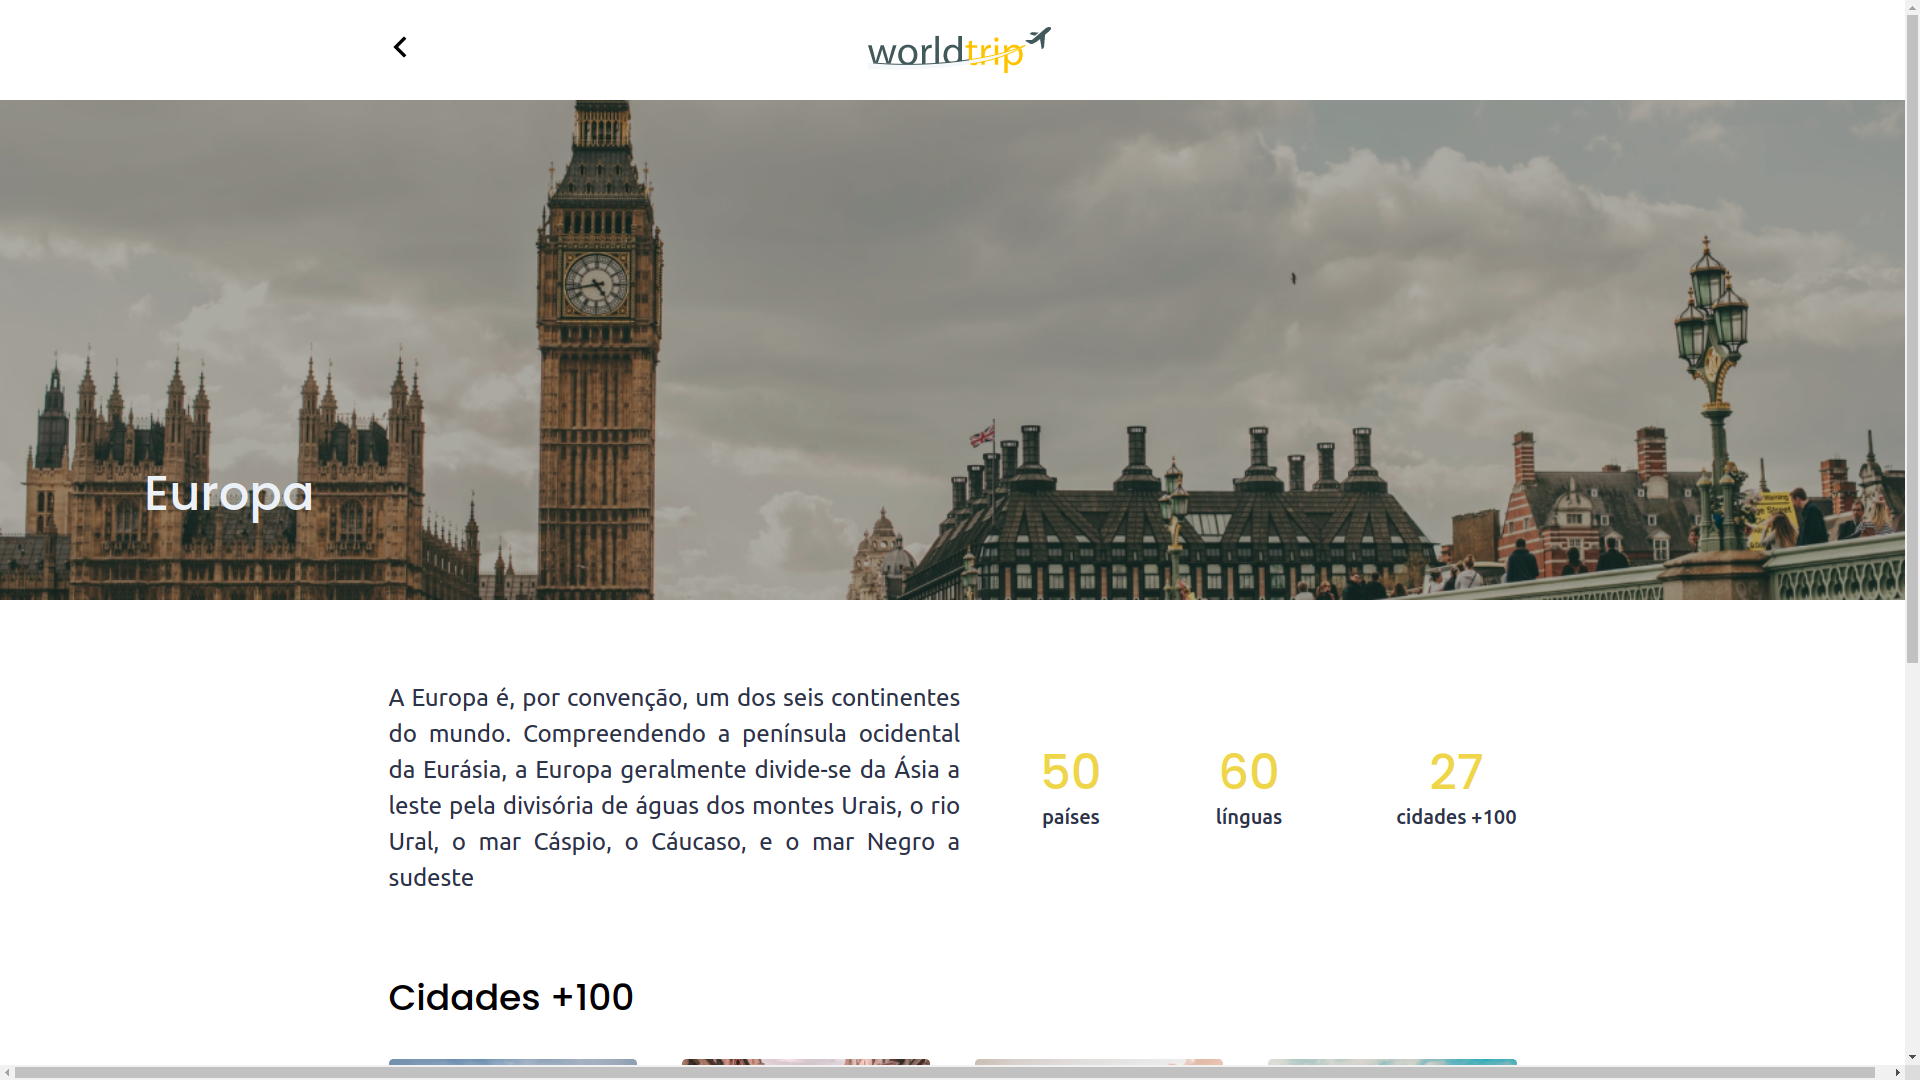 worldtrip
Europa
Warning
A Europa é, por convenção, um dos seis continentes
do mundo. Compreendendo a península ocidental
da Eurásia, a Europa geralmente divide-se da Ásia a
leste pela divisória de águas dos montes Urais, o rio
Ural, o mar Cáspio, o Cáucaso, e o mar Negro a
sudeste
50
países
60
línguas
27
cidades +100
Cidades +100